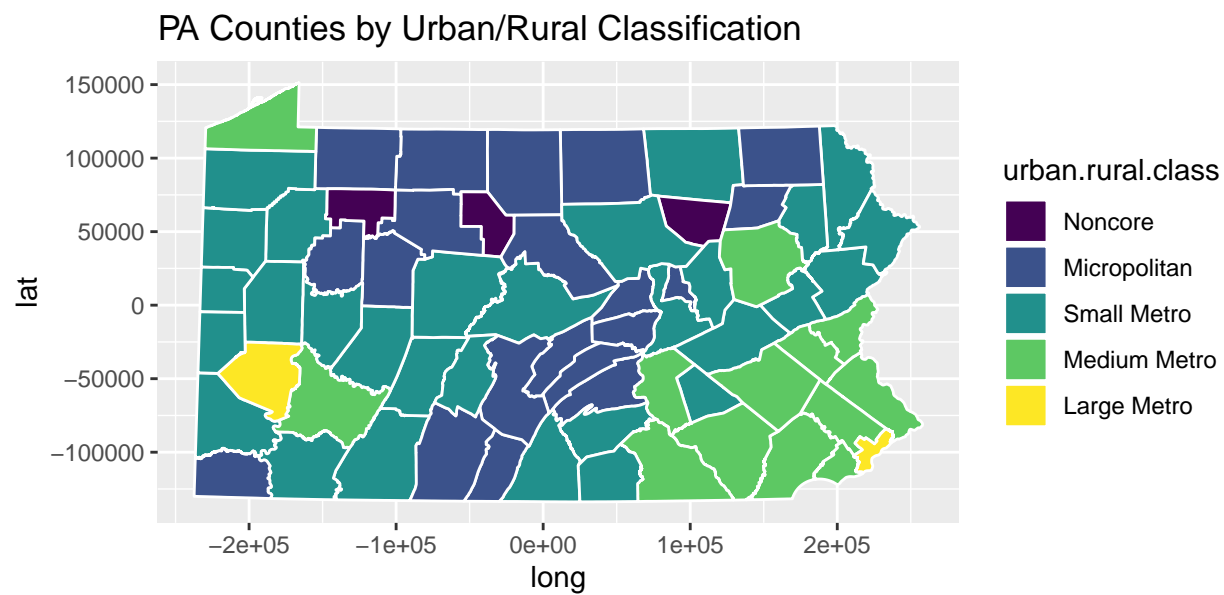 PA Counties by Urban/Rural Classification
150000
100000
50000
0
−50000
−100000
lat
−2e+05
−1e+05
0e+00
1e+05
2e+05
long
urban.rural.class
Noncore
Micropolitan
Small Metro
Medium Metro
Large Metro